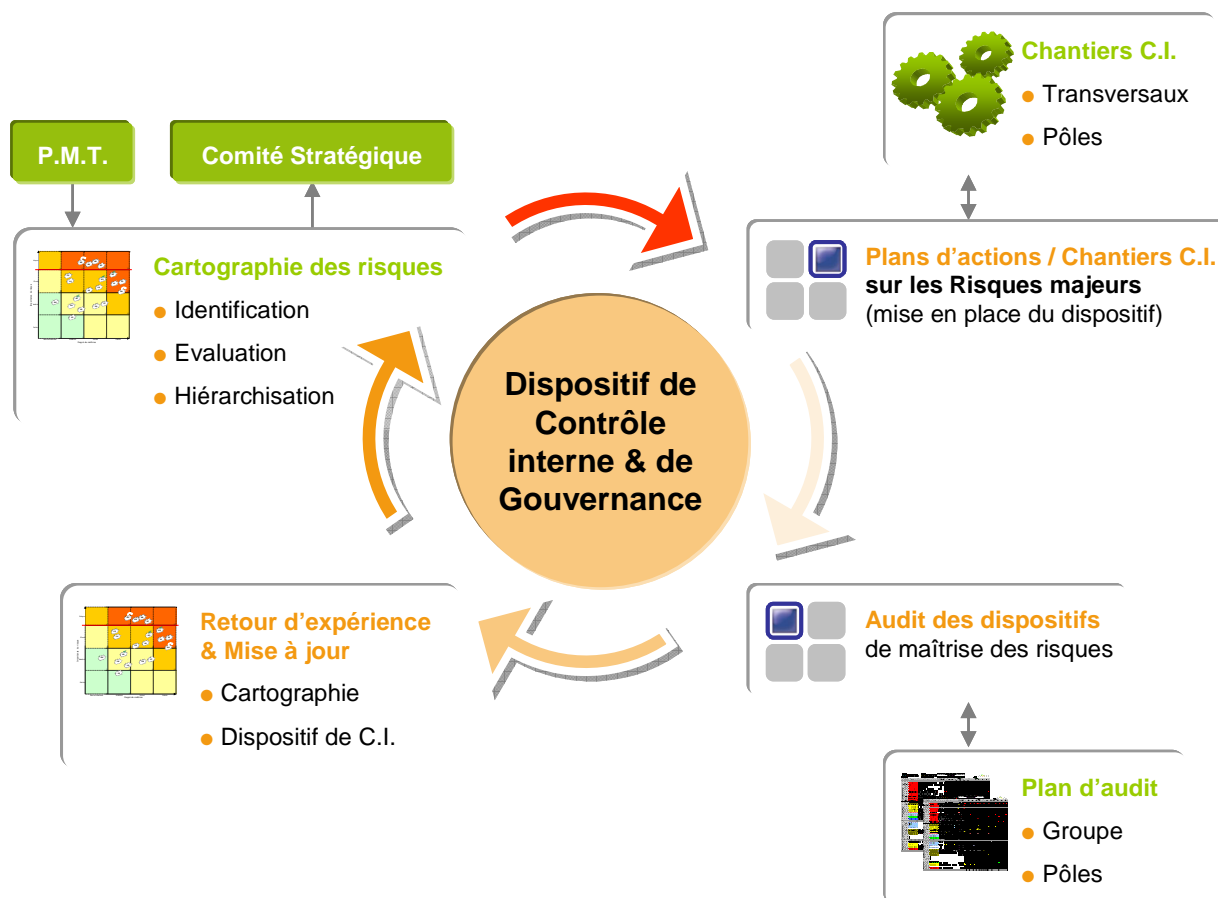 Chantiers C.I.
● Transversaux
● Pôles
P.M.T.
Comité Stratégique
Cartographie des risques
● Identification
● Evaluation
● Hiérarchisation
Plans d’actions / Chantiers C.I.
sur les Risques majeurs
(mise en place du dispositif)
Dispositif de
Contrôle
interne & de
Gouvernance
Retour d’expérience
& Mise à jour
● Cartographie
● Dispositif de C.I.
Audit des dispositifs
de maîtrise des risques
Plan d’audit
● Groupe
● Pôles